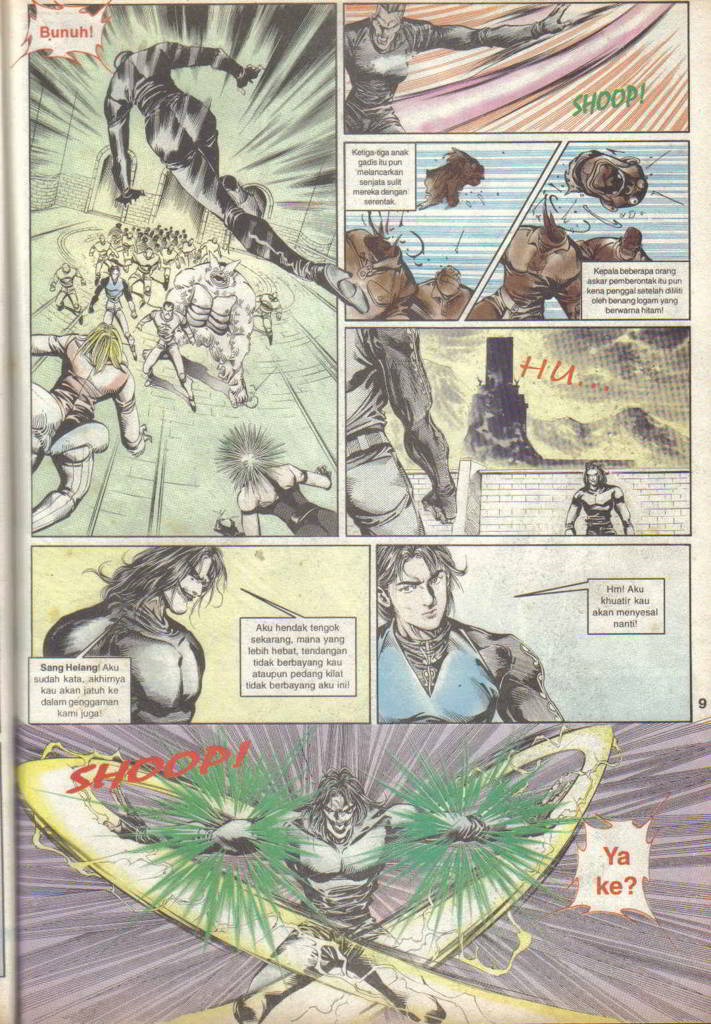 Bunuh!
SHOOP!
Ketiga-tiga anak
gadis itu pun
melancarkan
senjata sulit
mereka dengan
serentak.
Kepala beberapa orang
askar pemberontak itu pun
kena penggal setelah dililiti
oleh benang logam yang
berwarna hitam!
HU...
Sang Helang! Aku
sudah kata, akhirnya
kau akan jatuh ke
dalam genggaman
kami juga!
Aku hendak tengok
sekarang, mana yang
lebih hebat, tendangan
tidak berbayang kau
ataupun pedang kilat
tidak berbayang aku ini!
Hm! Aku
khuatir kau
akan menyesal
nanti!
9
SHOOP!
Ya
ke?